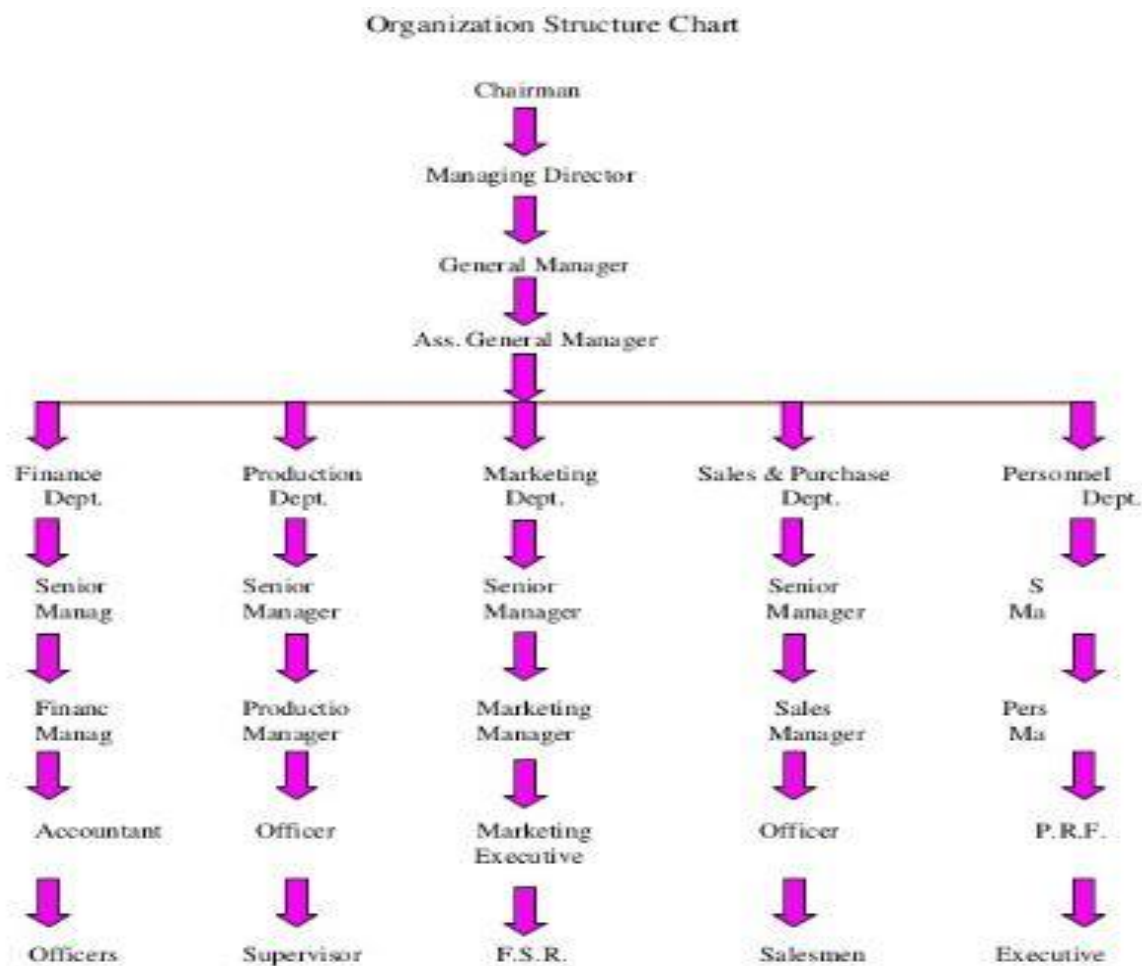 Organization Structure Chart
Chairman
Managing Director
General Manager
Ass. General Manager
Finance Production Marketing Sales & Purchase Personnel
Dept. Dept. Dept. Dept. Dept.
Senior Senior Senior Senior S
Manag Manager Manager Manager Ma
Financ Productio Marketing Sales Pers
Manag Manager Manager Manager Ma
Accountant Officer Marketing Officer P.R.F.
Executive
Officers Supervisor F.S.R. Salesmen Executive